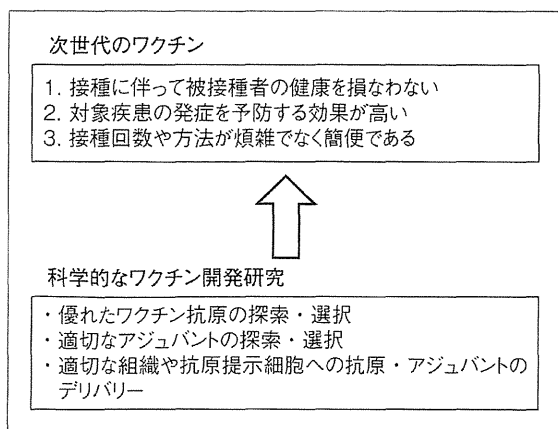 次世代のワクチン
1. 接種に伴って被接種者の健康を損なわない
2. 対象疾患の発症を予防する効果が高い
3. 接種回数や方法が煩雑でなく簡便である
科学的なワクチン開発研究
・優れたワクチン抗原の探索・選択
・適切なアジュバントの探索・選択
・適切な組織や抗原提示細胞への抗原・アジュバントの
デリバリー